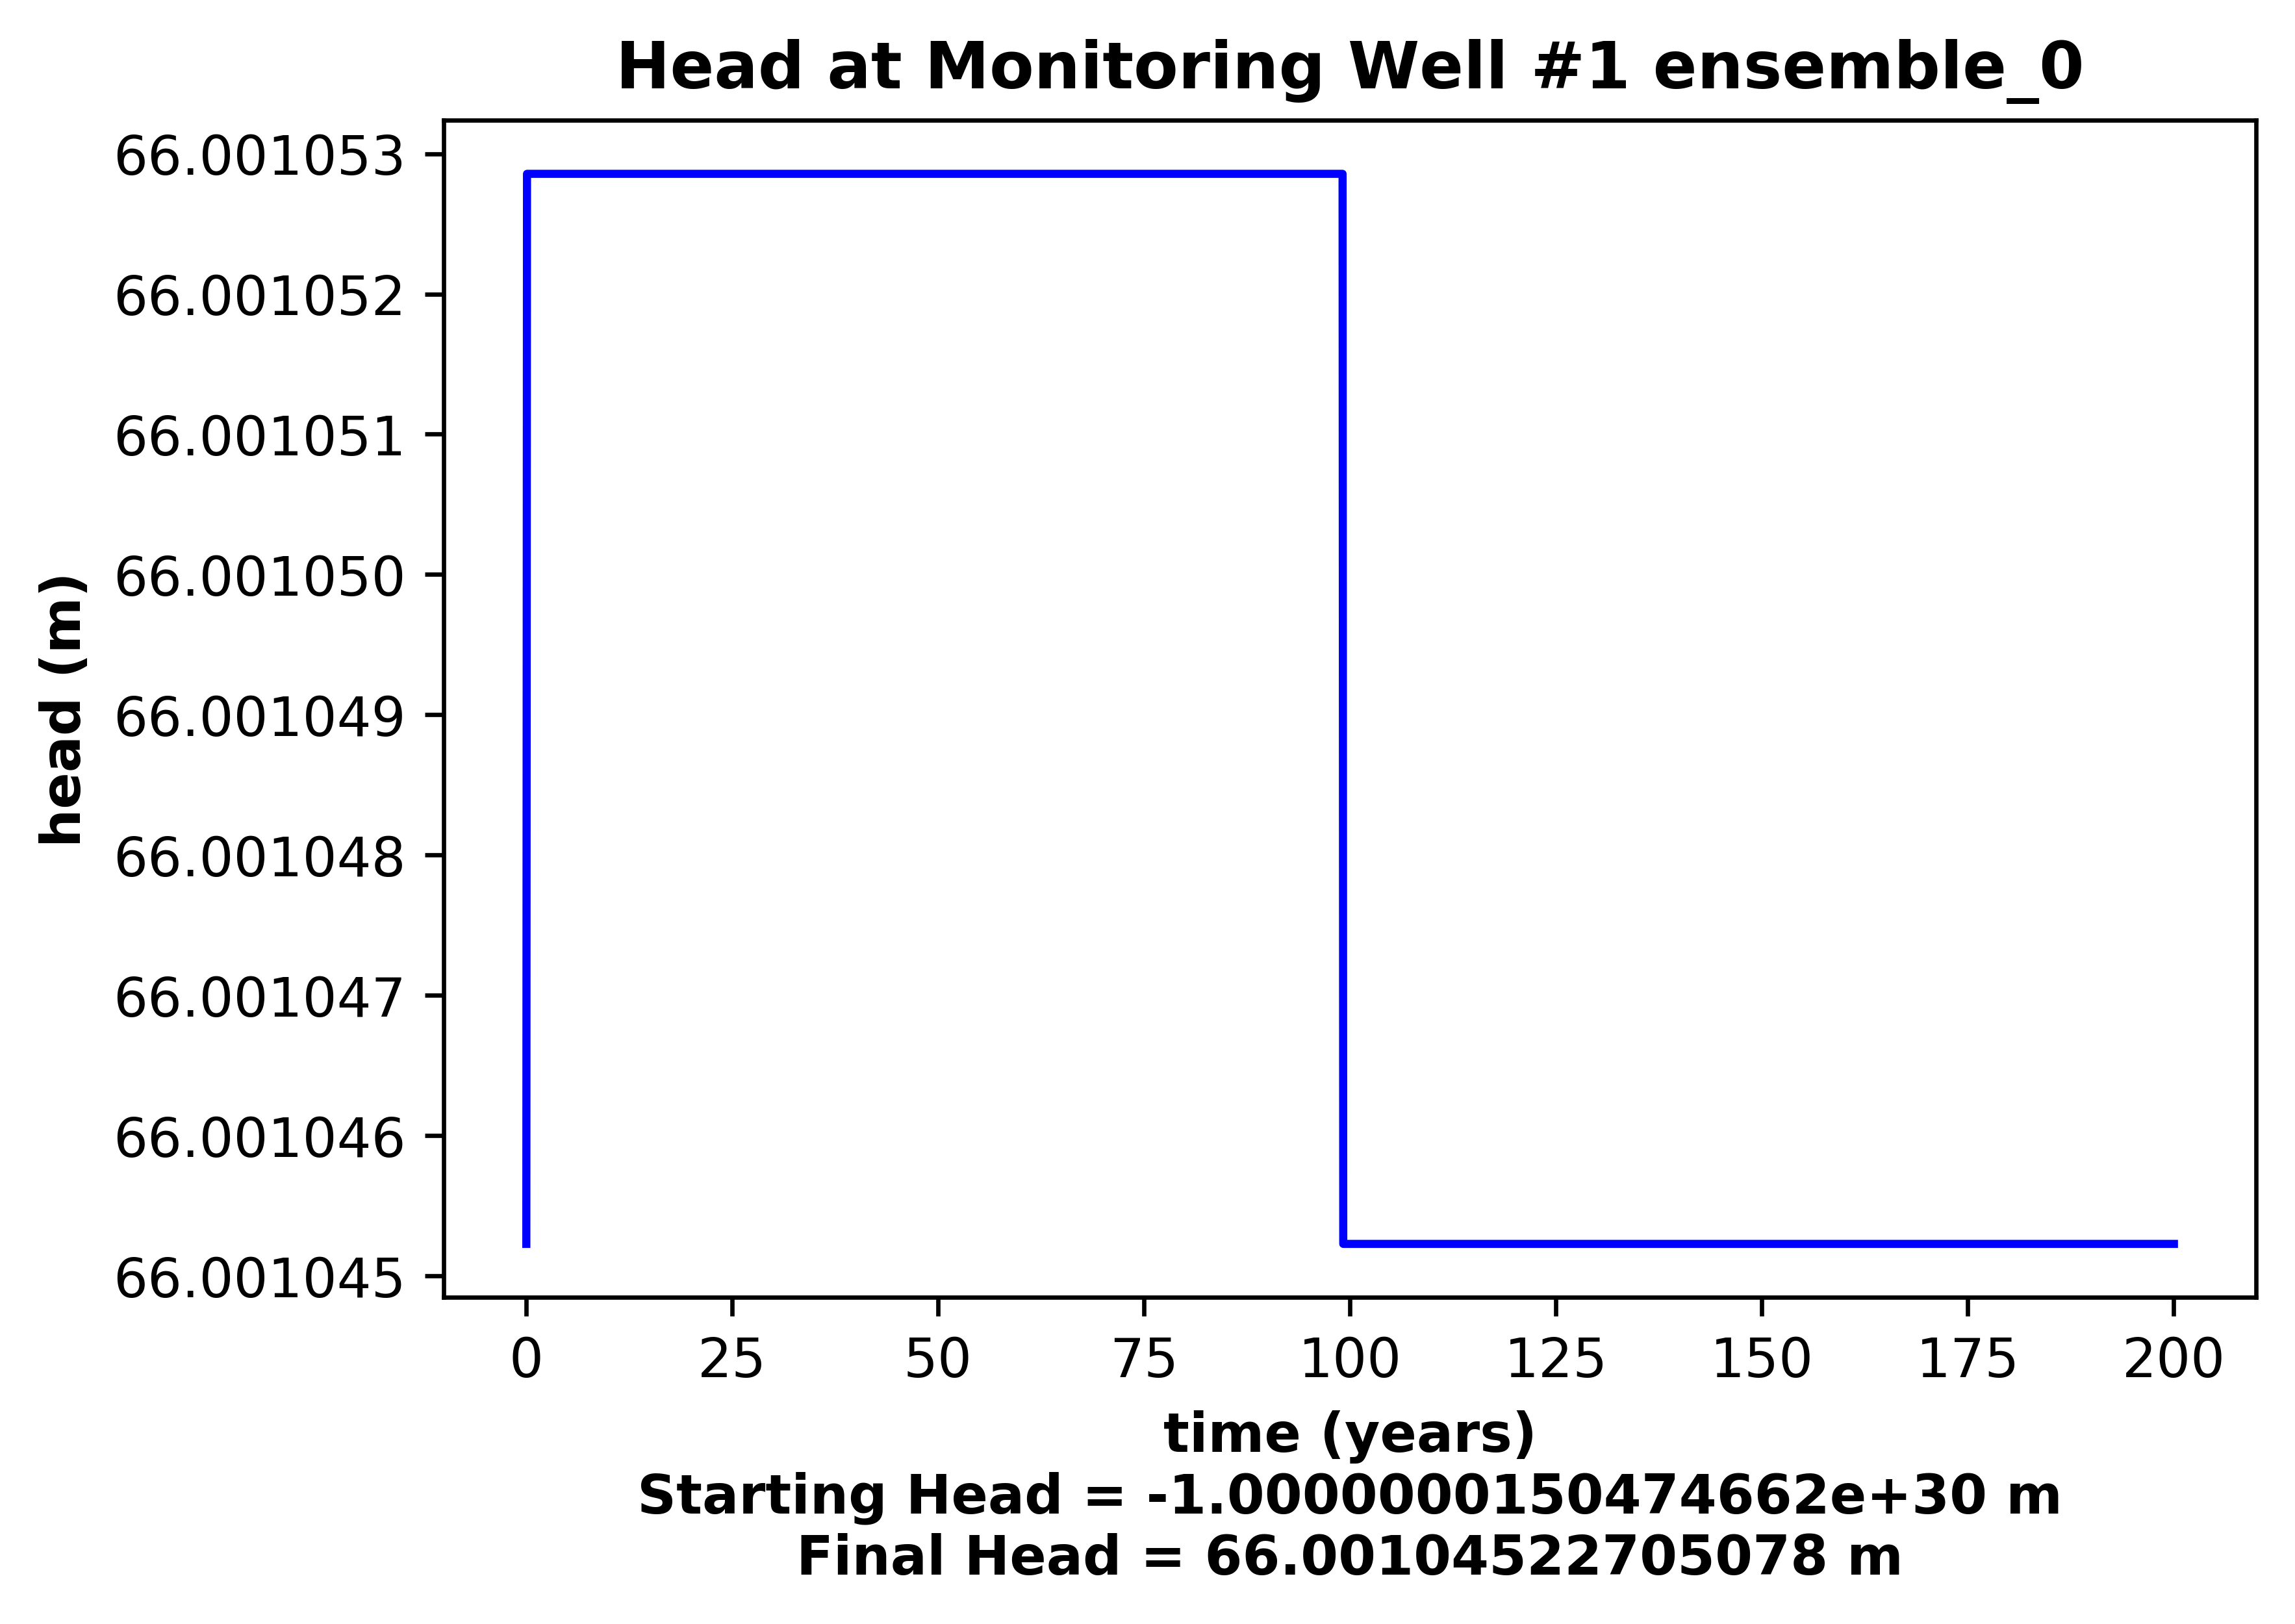 Head at Monitoring Well #1 ensemble_0
66.001053
66.001052
66.001051
66.001050
66.001049
66.001048
66.001047
66.001046
66.001045
head (m)
0 25 50 75 100 125 150 175 200
time (years)
Starting Head = -1.0000000150474662e+30 m
Final Head = 66.00104522705078 m